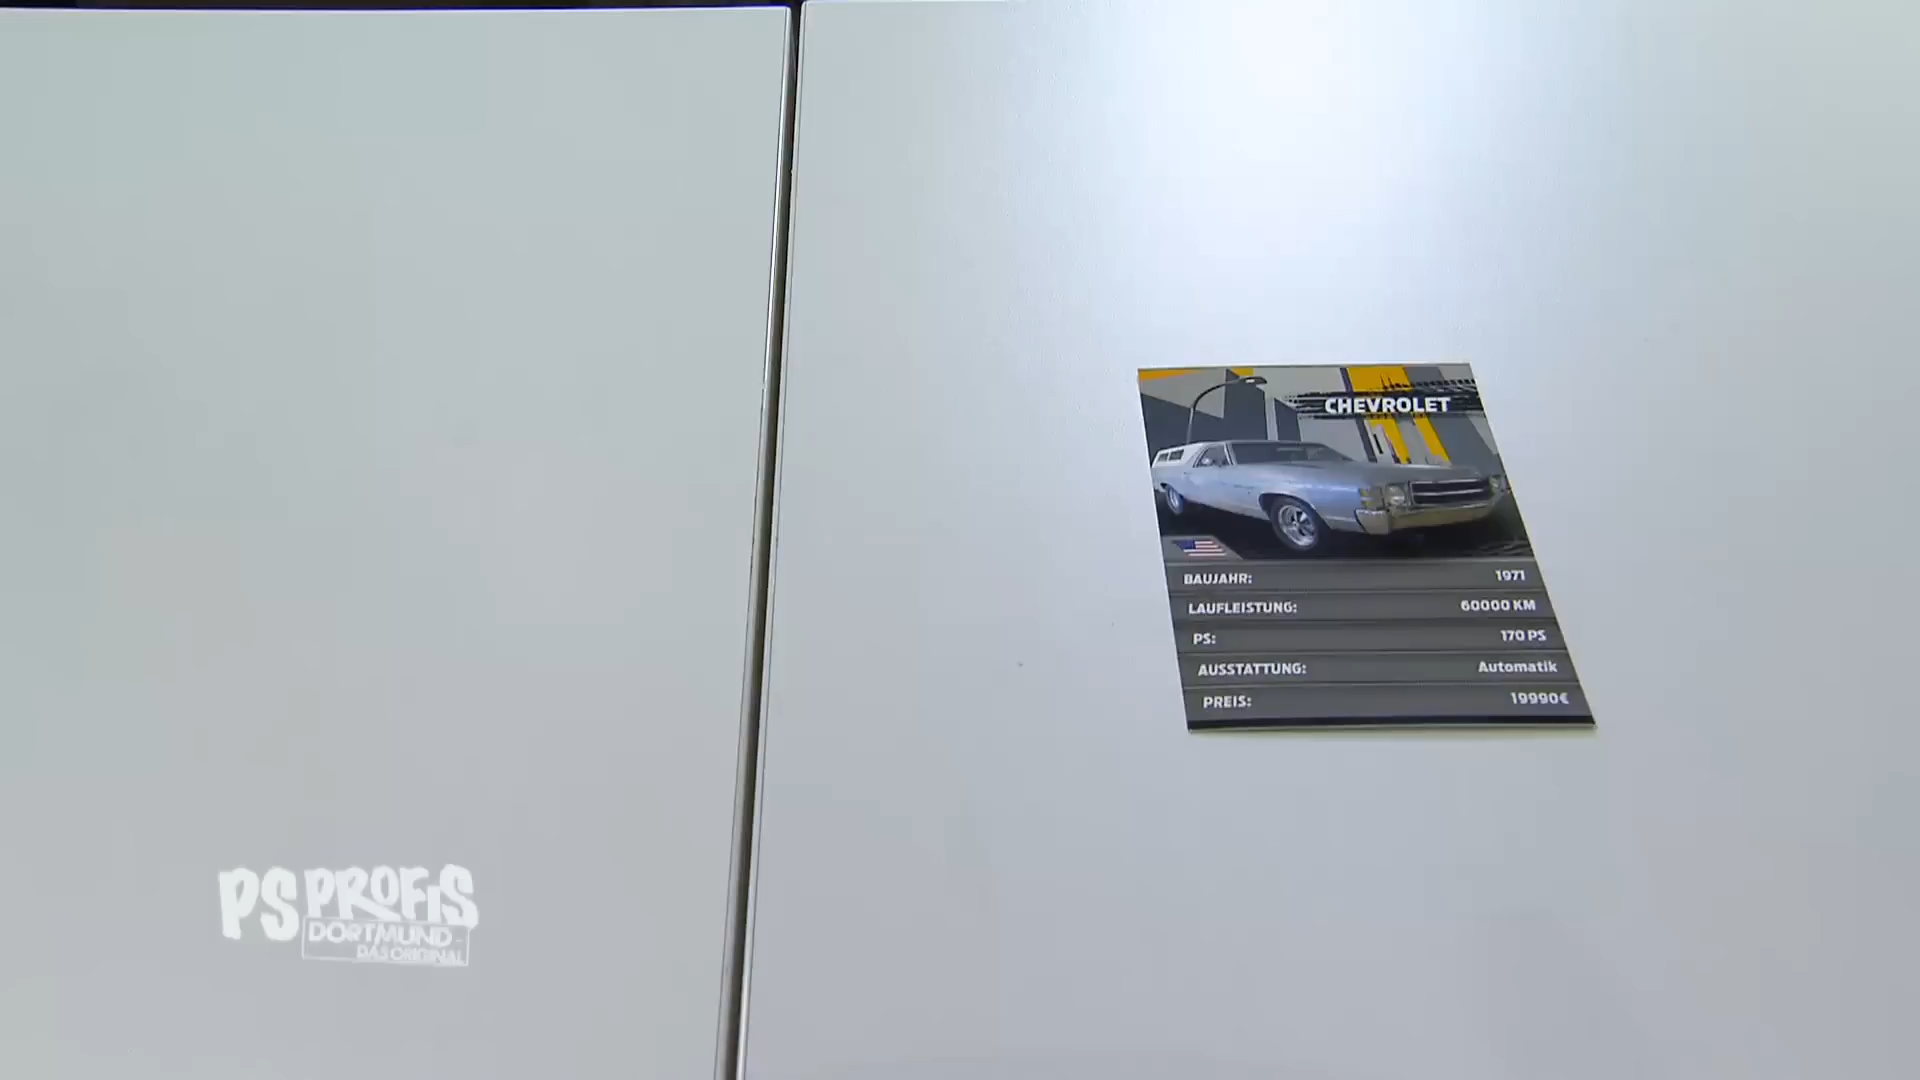 CHEVROLET
BAUJAHR: 1971
LAUFLEISTUNG: 60000 KM
PS: 170 PS
AUSSTATTUNG: Automatik
PREIS: 19990€
PS PROFIS
DORTMUND -
DAS ORIGINAL